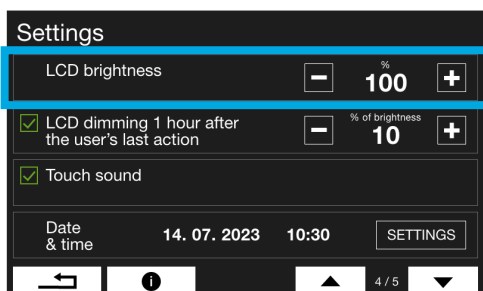 Settings
LCD brightness
%
100
LCD dimming 1 hour after
the user's last action
% of brightness
10
Touch sound
Date
& time
14. 07. 2023
10:30
SETTINGS
4 / 5